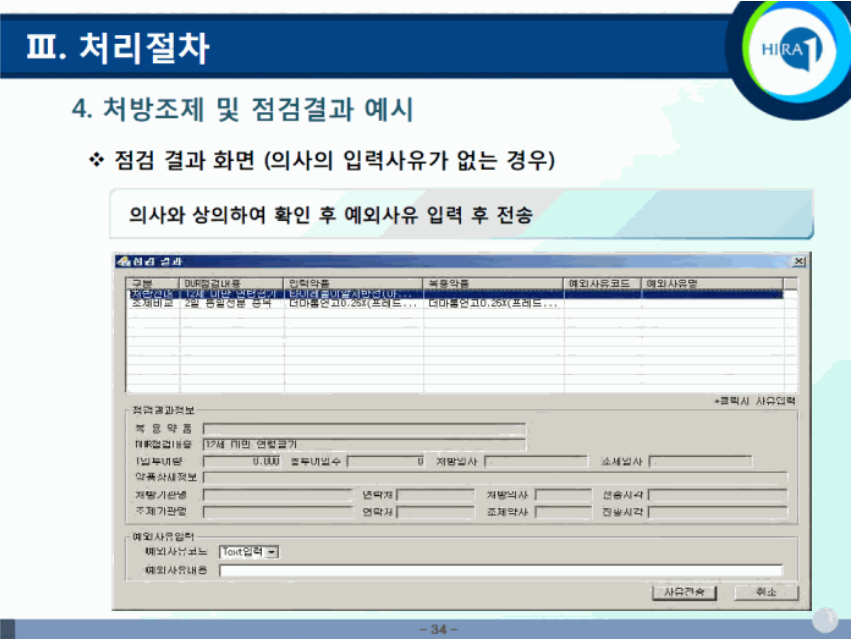 Ⅲ. 처리절차
HIRA
4. 처방조제 및 점검결과 예시
❖ 점검 결과 화면 (의사의 입력사유가 없는 경우)
의사와 상의하여 확인 후 예외사유 입력 후 전송
점검 결과
구분 DUR점검내용 입력약품 복용약품 예외사유코드 예외사유명
처방전내 12세 미만 연령금기
조제비교 2일 동일성분 중복 더마톱연고0.25%(프레드... 더마톱연고0.25%(프레드...
*클릭시 사유입력
점검결과정보
복 용 약 품
DUR점검내용 12세 미만 연령금기
1일투여량 0.000 총투여일수 0 처방일자 조제일자
약품상세정보
처방기관명 연락처 처방의사 전송시각
조제기관명 연락처 조제약사 전송시각
예외사유입력
예외사유코드 Text입력
예외사유내용
사유전송 취소
- 34 -